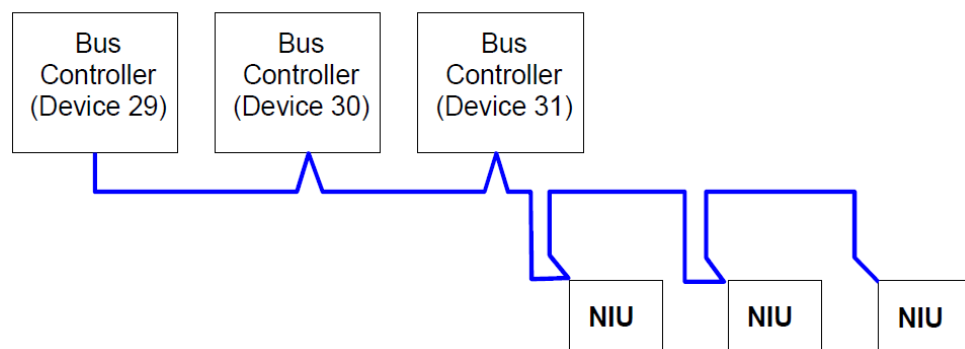 Bus
Controller
(Device 29)
Bus
Controller
(Device 30)
Bus
Controller
(Device 31)
NIU
NIU
NIU